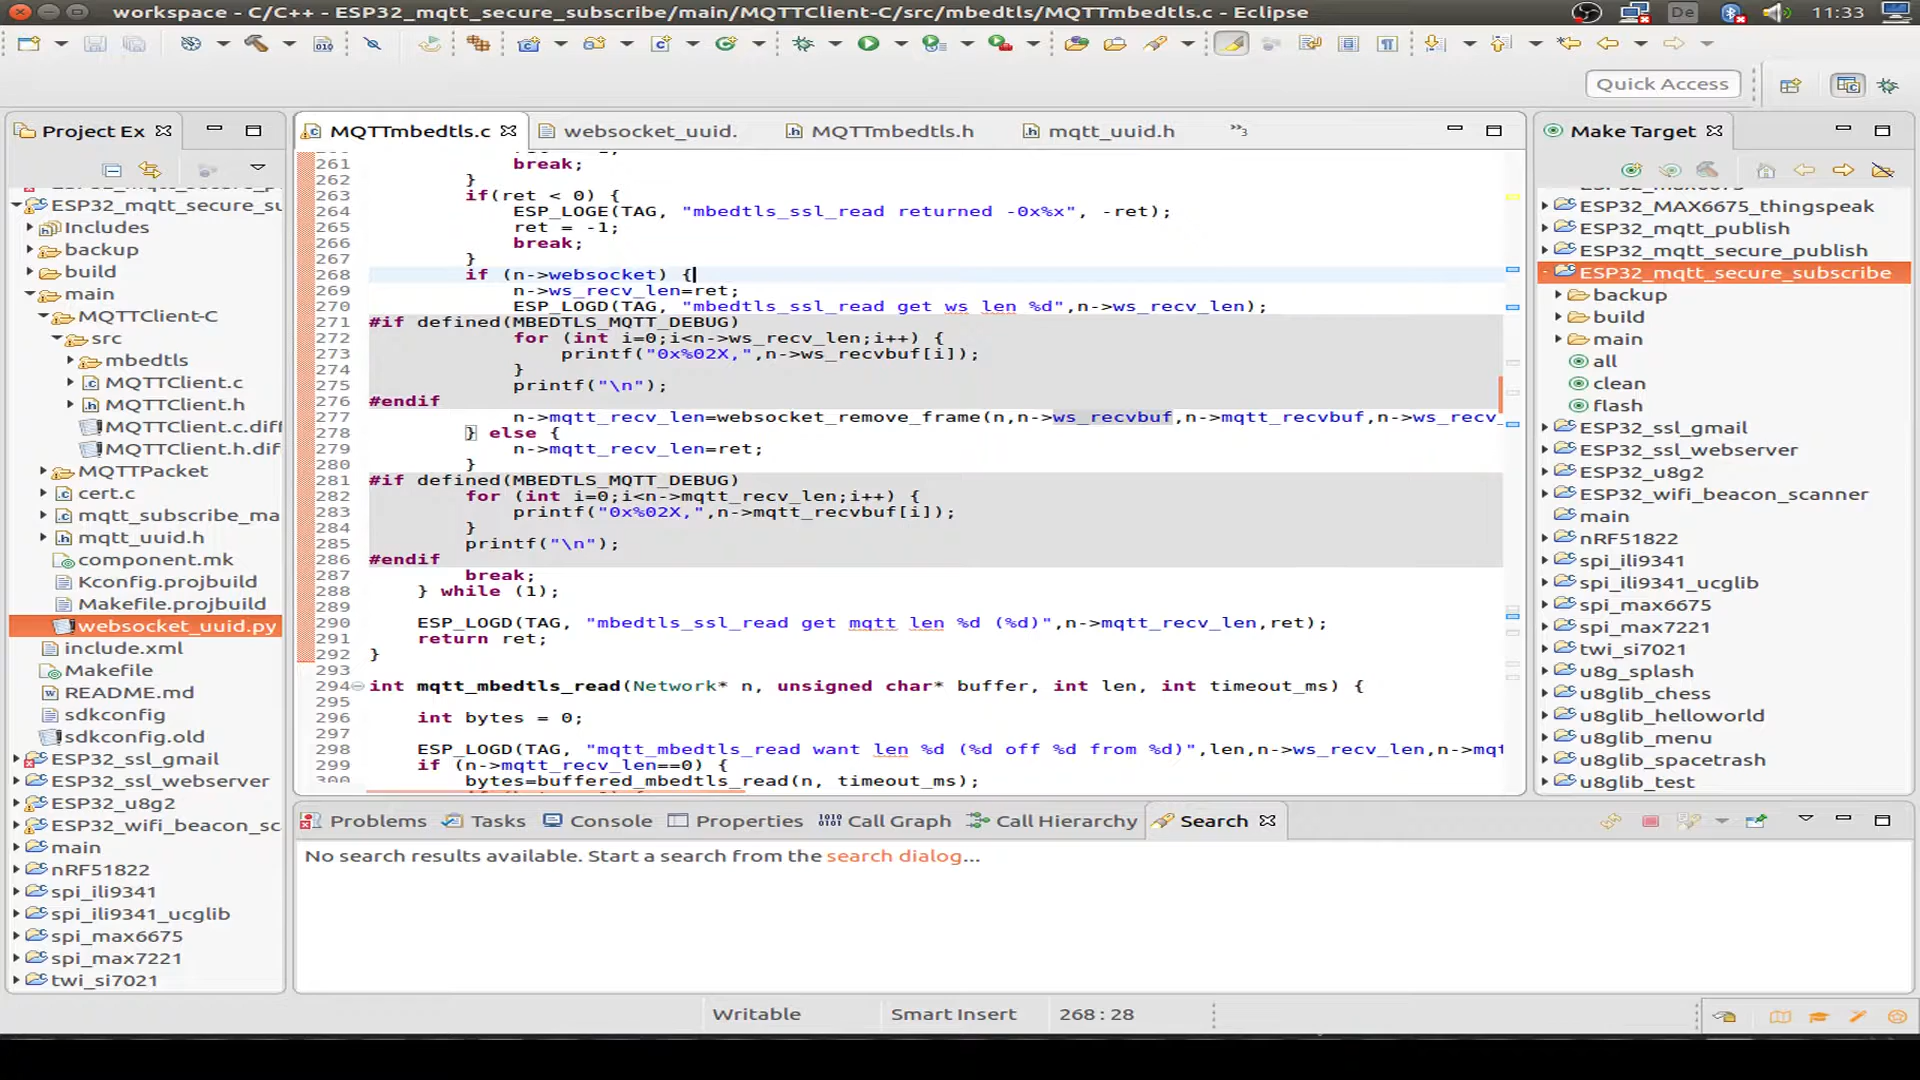 workspace - C/C++ - ESP32_mqtt_secure_subscribe/main/MQTTClient-C/src/mbedtls/MQTTmbedtls.c - Eclipse
De
11:33
Quick Access
Project Ex
ESP32_mqtt_secure_su
Includes
backup
build
main
MQTTClient-C
src
mbedtls
MQTTClient.c
MQTTClient.h
MQTTClient.c.diff
MQTTClient.h.dif
MQTTPacket
cert.c
mqtt_subscribe_ma
mqtt_uuid.h
component.mk
Kconfig.projbuild
Makefile.projbuild
websocket_uuid.py
include.xml
Makefile
README.md
sdkconfig
sdkconfig.old
ESP32_ssl_gmail
ESP32_ssl_webserver
ESP32_u8g2
ESP32_wifi_beacon_sc
main
nRF51822
spi_ili9341
spi_ili9341_ucglib
spi_max6675
spi_max7221
twi_si7021
MQTTmbedtls.c
websocket_uuid.
MQTTmbedtls.h
mqtt_uuid.h
»3
261 break;
262 }
263 if(ret < 0) {
264 ESP_LOGE(TAG, "mbedtls_ssl_read returned -0x%x", -ret);
265 ret = -1;
266 break;
267 }
268 if (n->websocket) {
269 n->ws_recv_len=ret;
270 ESP_LOGD(TAG, "mbedtls_ssl_read get ws len %d",n->ws_recv_len);
271 #if defined(MBEDTLS_MQTT_DEBUG)
272 for (int i=0;i<n->ws_recv_len;i++) {
273 printf("0x%02X,",n->ws_recvbuf[i]);
274 }
275 printf("\n");
276 #endif
277 n->mqtt_recv_len=websocket_remove_frame(n,n->ws_recvbuf,n->mqtt_recvbuf,n->ws_recv
278 } else {
279 n->mqtt_recv_len=ret;
280 }
281 #if defined(MBEDTLS_MQTT_DEBUG)
282 for (int i=0;i<n->mqtt_recv_len;i++) {
283 printf("0x%02X,",n->mqtt_recvbuf[i]);
284 }
285 printf("\n");
286 #endif
287 break;
288 } while (1);
289
290 ESP_LOGD(TAG, "mbedtls_ssl_read get mqtt len %d (%d)",n->mqtt_recv_len,ret);
291 return ret;
292 }
293
294 int mqtt_mbedtls_read(Network* n, unsigned char* buffer, int len, int timeout_ms) {
295
296 int bytes = 0;
297
298 ESP_LOGD(TAG, "mqtt_mbedtls_read want len %d (%d off %d from %d)",len,n->ws_recv_len,n->mqt
299 if (n->mqtt_recv_len==0) {
300 bytes=buffered_mbedtls_read(n, timeout_ms);
Make Target
ESP32_MAX6675_thingspeak
ESP32_mqtt_publish
ESP32_mqtt_secure_publish
ESP32_mqtt_secure_subscribe
backup
build
main
all
clean
flash
ESP32_ssl_gmail
ESP32_ssl_webserver
ESP32_u8g2
ESP32_wifi_beacon_scanner
main
nRF51822
spi_ili9341
spi_ili9341_ucglib
spi_max6675
spi_max7221
twi_si7021
u8g_splash
u8glib_chess
u8glib_helloworld
u8glib_menu
u8glib_spacetrash
u8glib_test
Problems
Tasks
Console
Properties
Call Graph
Call Hierarchy
Search
No search results available. Start a search from the search dialog...
Writable
Smart Insert
268 : 28